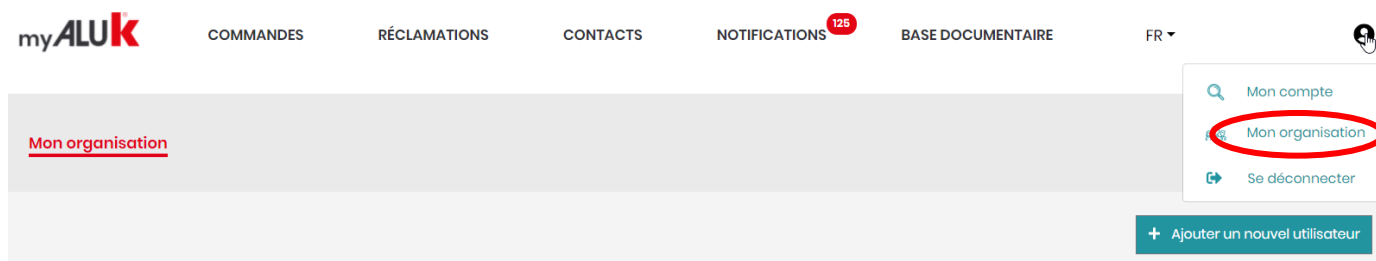 myALUK COMMANDES RÉCLAMATIONS CONTACTS NOTIFICATIONS 125 BASE DOCUMENTAIRE FR
Mon compte
Mon organisation
Mon organisation
Se déconnecter
+ Ajouter un nouvel utilisateur